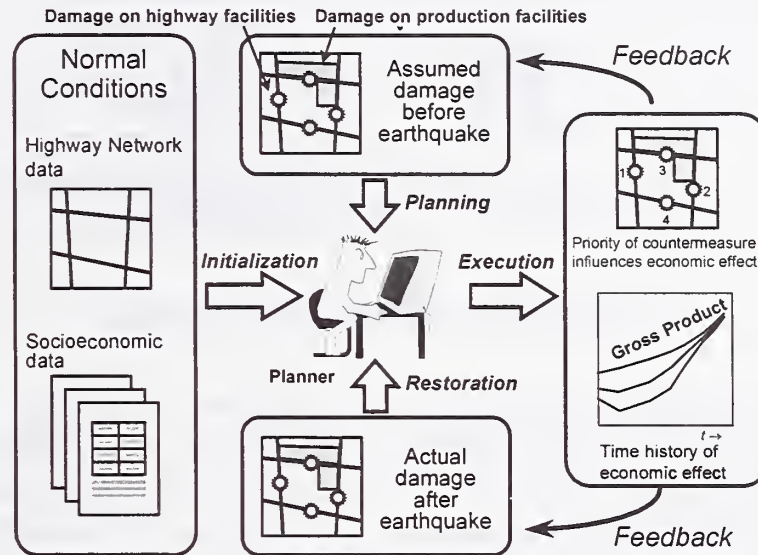 Damage on highway facilities
Damage on production facilities
Normal
Conditions
Highway Network
data
Socioeconomic
data
Assumed
damage
before
earthquake
Planning
Initialization
Planner
Execution
Restoration
Actual
damage
after
earthquake
Feedback
1
3
2
4
Priority of countermeasure
influences economic effect
Gross Product
t →
Time history of
economic effect
Feedback